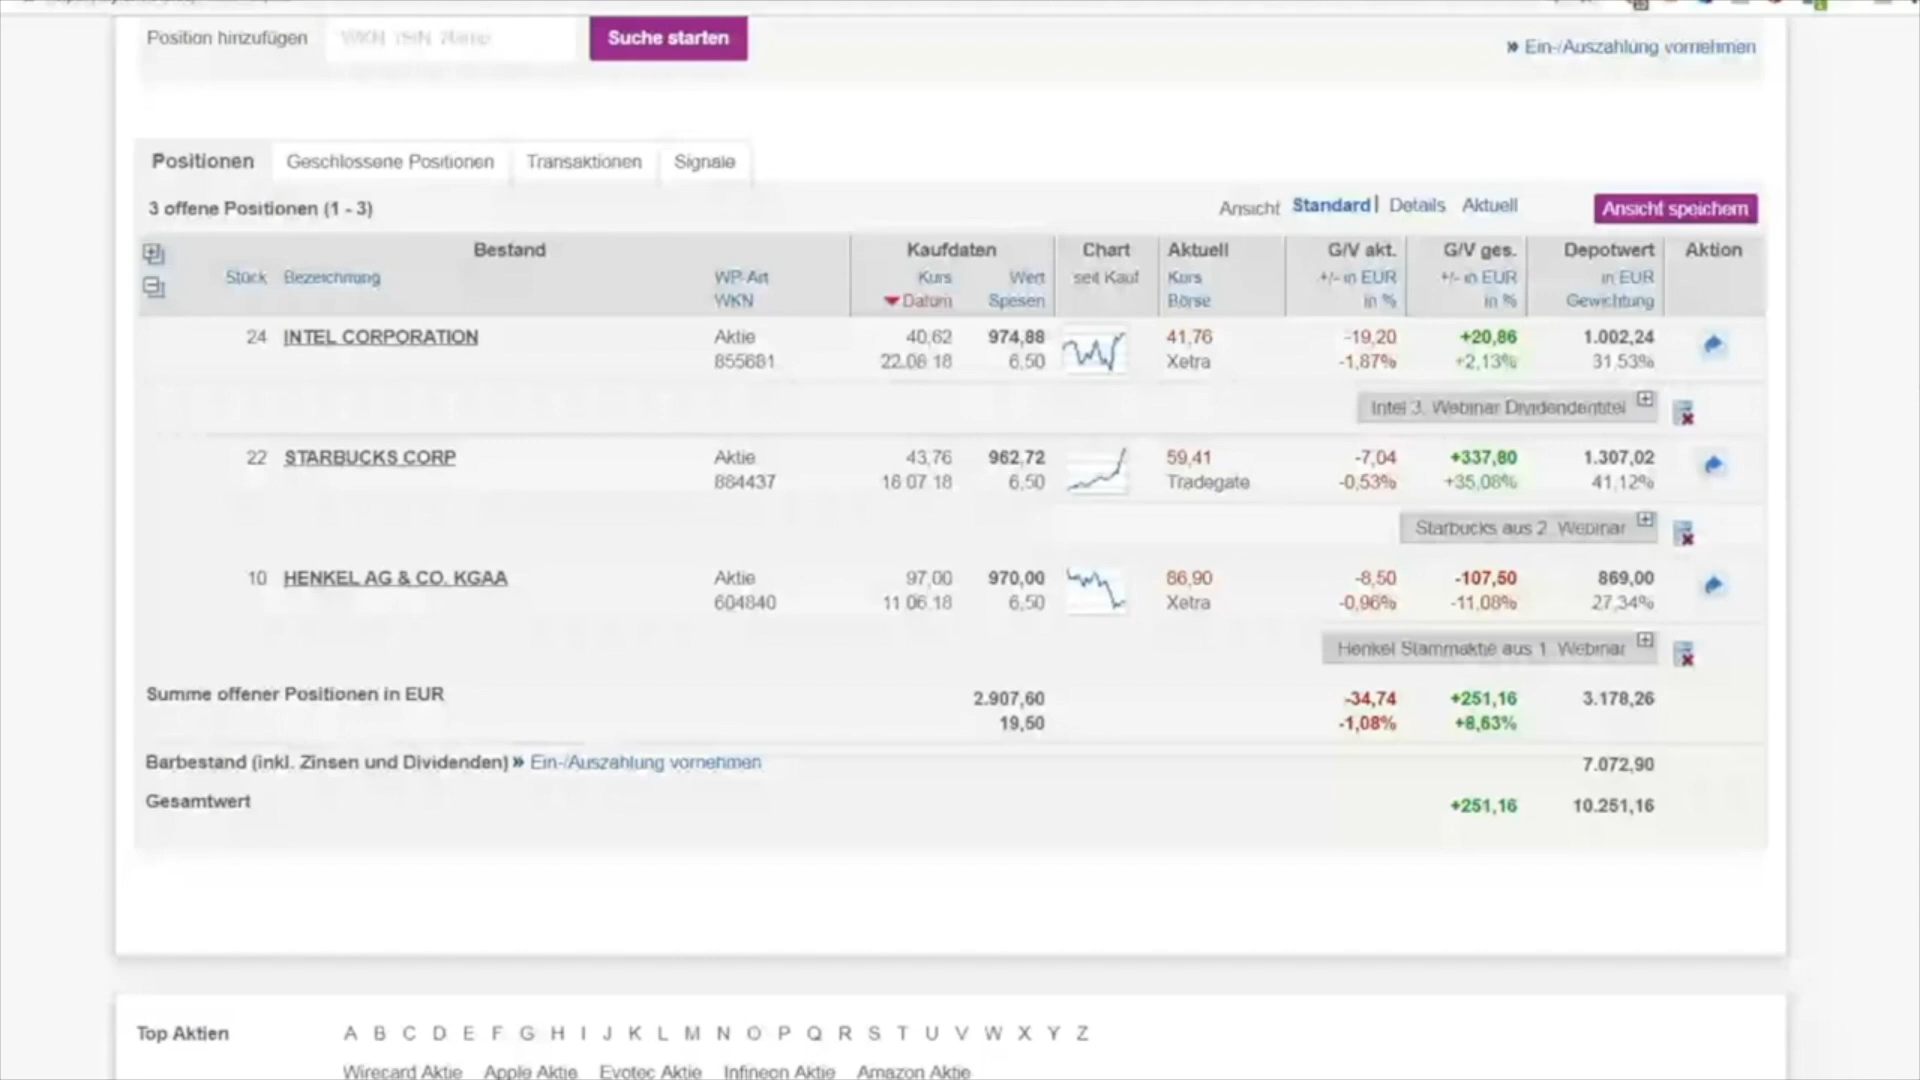 Position hinzufügen WKN ISIN Name Suche starten
» Ein-/Auszahlung vornehmen
Positionen Geschlossene Positionen Transaktionen Signale
3 offene Positionen (1 - 3) Ansicht Standard | Details Aktuell Ansicht speichern
Bestand Kaufdaten Chart Aktuell G/V akt. G/V ges. Depotwert Aktion
Stück Bezeichnung WP-Art Kurs Wert seit Kauf Kurs +/- in EUR +/- in EUR in EUR
WKN Datum Spesen Börse in % in % Gewichtung
24 INTEL CORPORATION Aktie 40,62 974,88 41,76 -19,20 +20,86 1.002,24
855681 22.08.18 6,50 Xetra -1,87% +2,13% 31,53%
Intel 3. Webinar Dividendentitel
22 STARBUCKS CORP Aktie 43,76 962,72 59,41 -7,04 +337,80 1.307,02
884437 16.07.18 6,50 Tradegate -0,53% +35,08% 41,12%
Starbucks aus 2. Webinar
10 HENKEL AG & CO. KGAA Aktie 97,00 970,00 86,90 -8,50 -107,50 869,00
604840 11.06.18 6,50 Xetra -0,96% -11,08% 27,34%
Henkel Stammaktie aus 1. Webinar
Summe offener Positionen in EUR 2.907,60 -34,74 +251,16 3.178,26
19,50 -1,08% +8,63%
Barbestand (inkl. Zinsen und Dividenden) » Ein-/Auszahlung vornehmen 7.072,90
Gesamtwert +251,16 10.251,16
Top Aktien A B C D E F G H I J K L M N O P Q R S T U V W X Y Z
Wirecard Aktie Apple Aktie Evotec Aktie Infineon Aktie Amazon Aktie